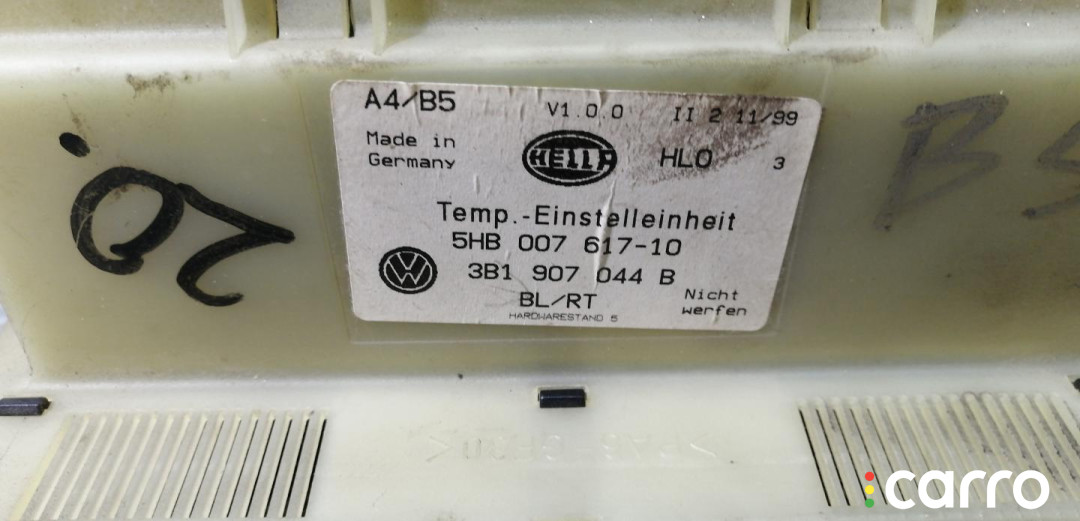 A4/B5
V1.0.0
II 2 11/99
Made in
Germany
HELLA
HLO
3
Temp.-Einstelleinheit
5HB 007 617-10
3B1 907 044 B
BL/RT
HARDWARESTAND 5
Nicht
werfen
carro